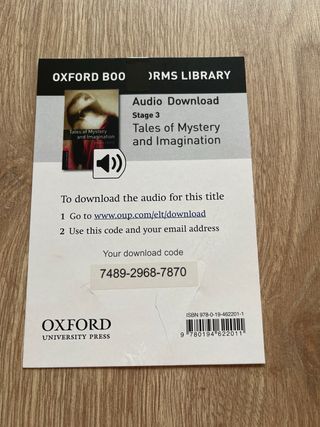 OXFORD BOO ORMS LIBRARY
Audio Download
Stage 3
Tales of Mystery
and Imagination
Tales of Mystery
and Imagination
To download the audio for this title
1 Go to www.oup.com/elt/download
2 Use this code and your email address
Your download code
7489-2968-7870
ISBN 978-0-19-462201-1
OXFORD
UNIVERSITY PRESS
9 780194 622011